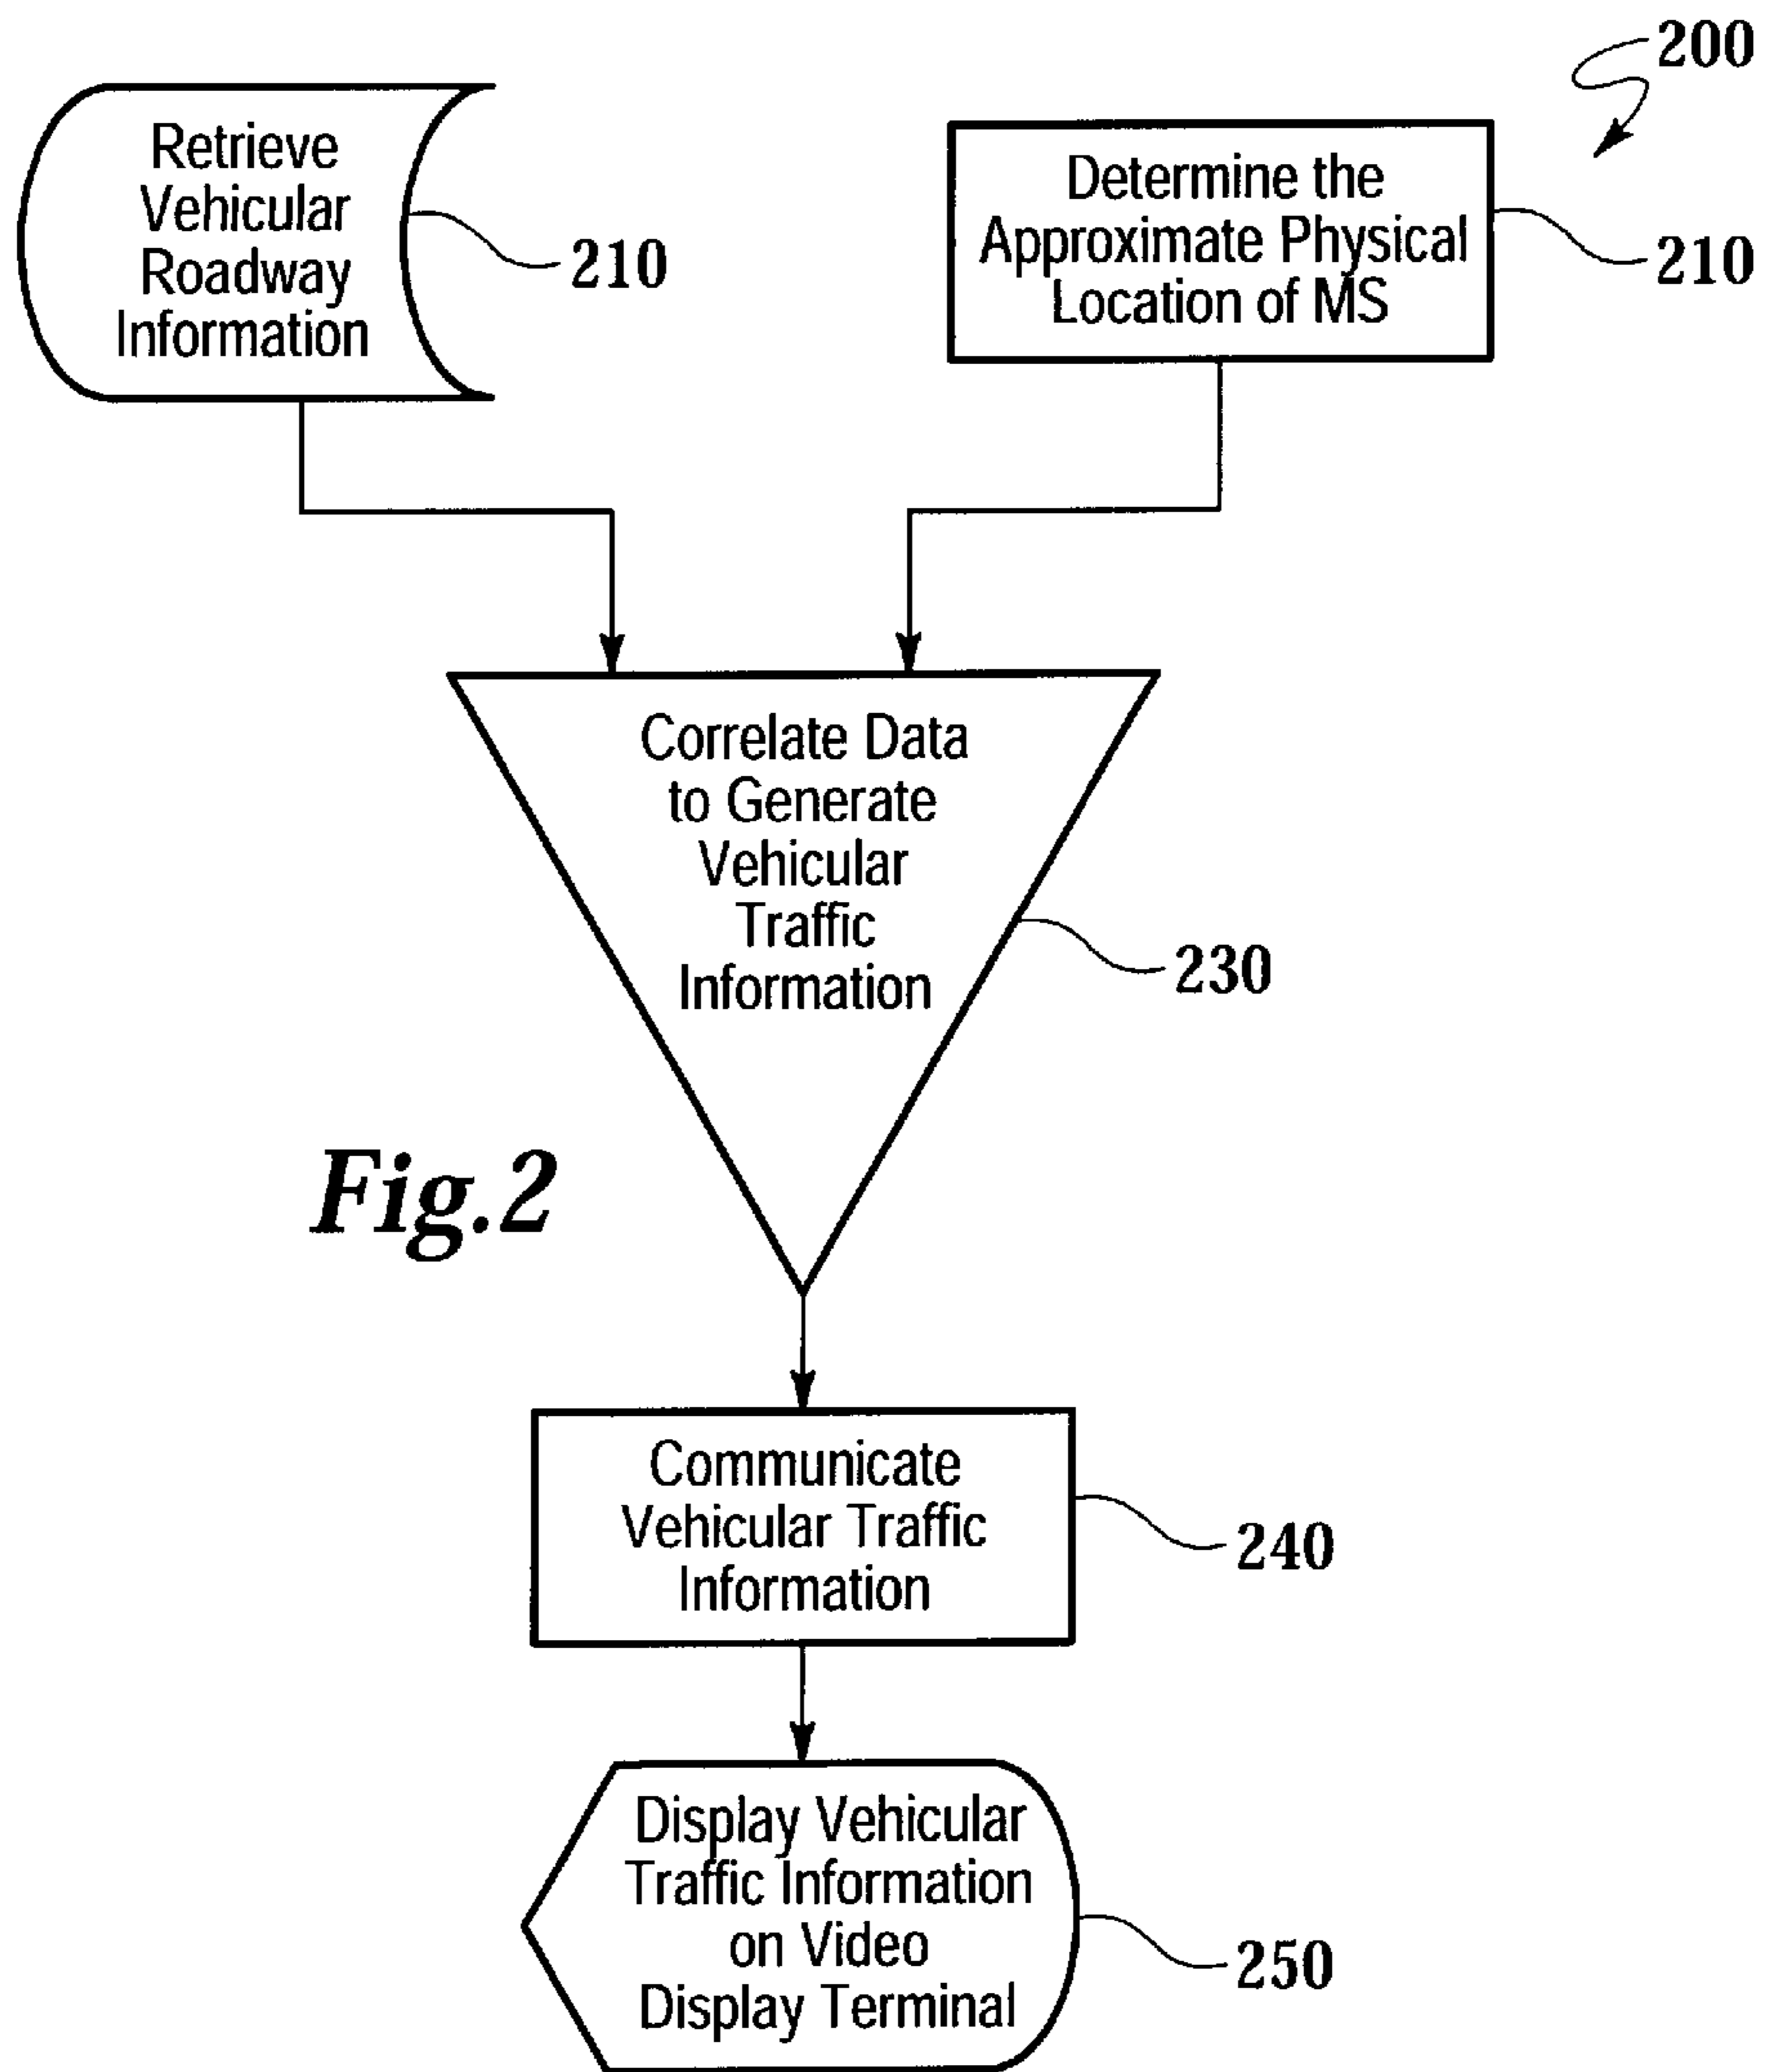 200
Retrieve
Vehicular
Roadway
Information
210
Determine the
Approximate Physical
Location of MS
210
Correlate Data
to Generate
Vehicular
Traffic
Information
230
Fig.2
Communicate
Vehicular Traffic
Information
240
Display Vehicular
Traffic Information
on Video
Display Terminal
250